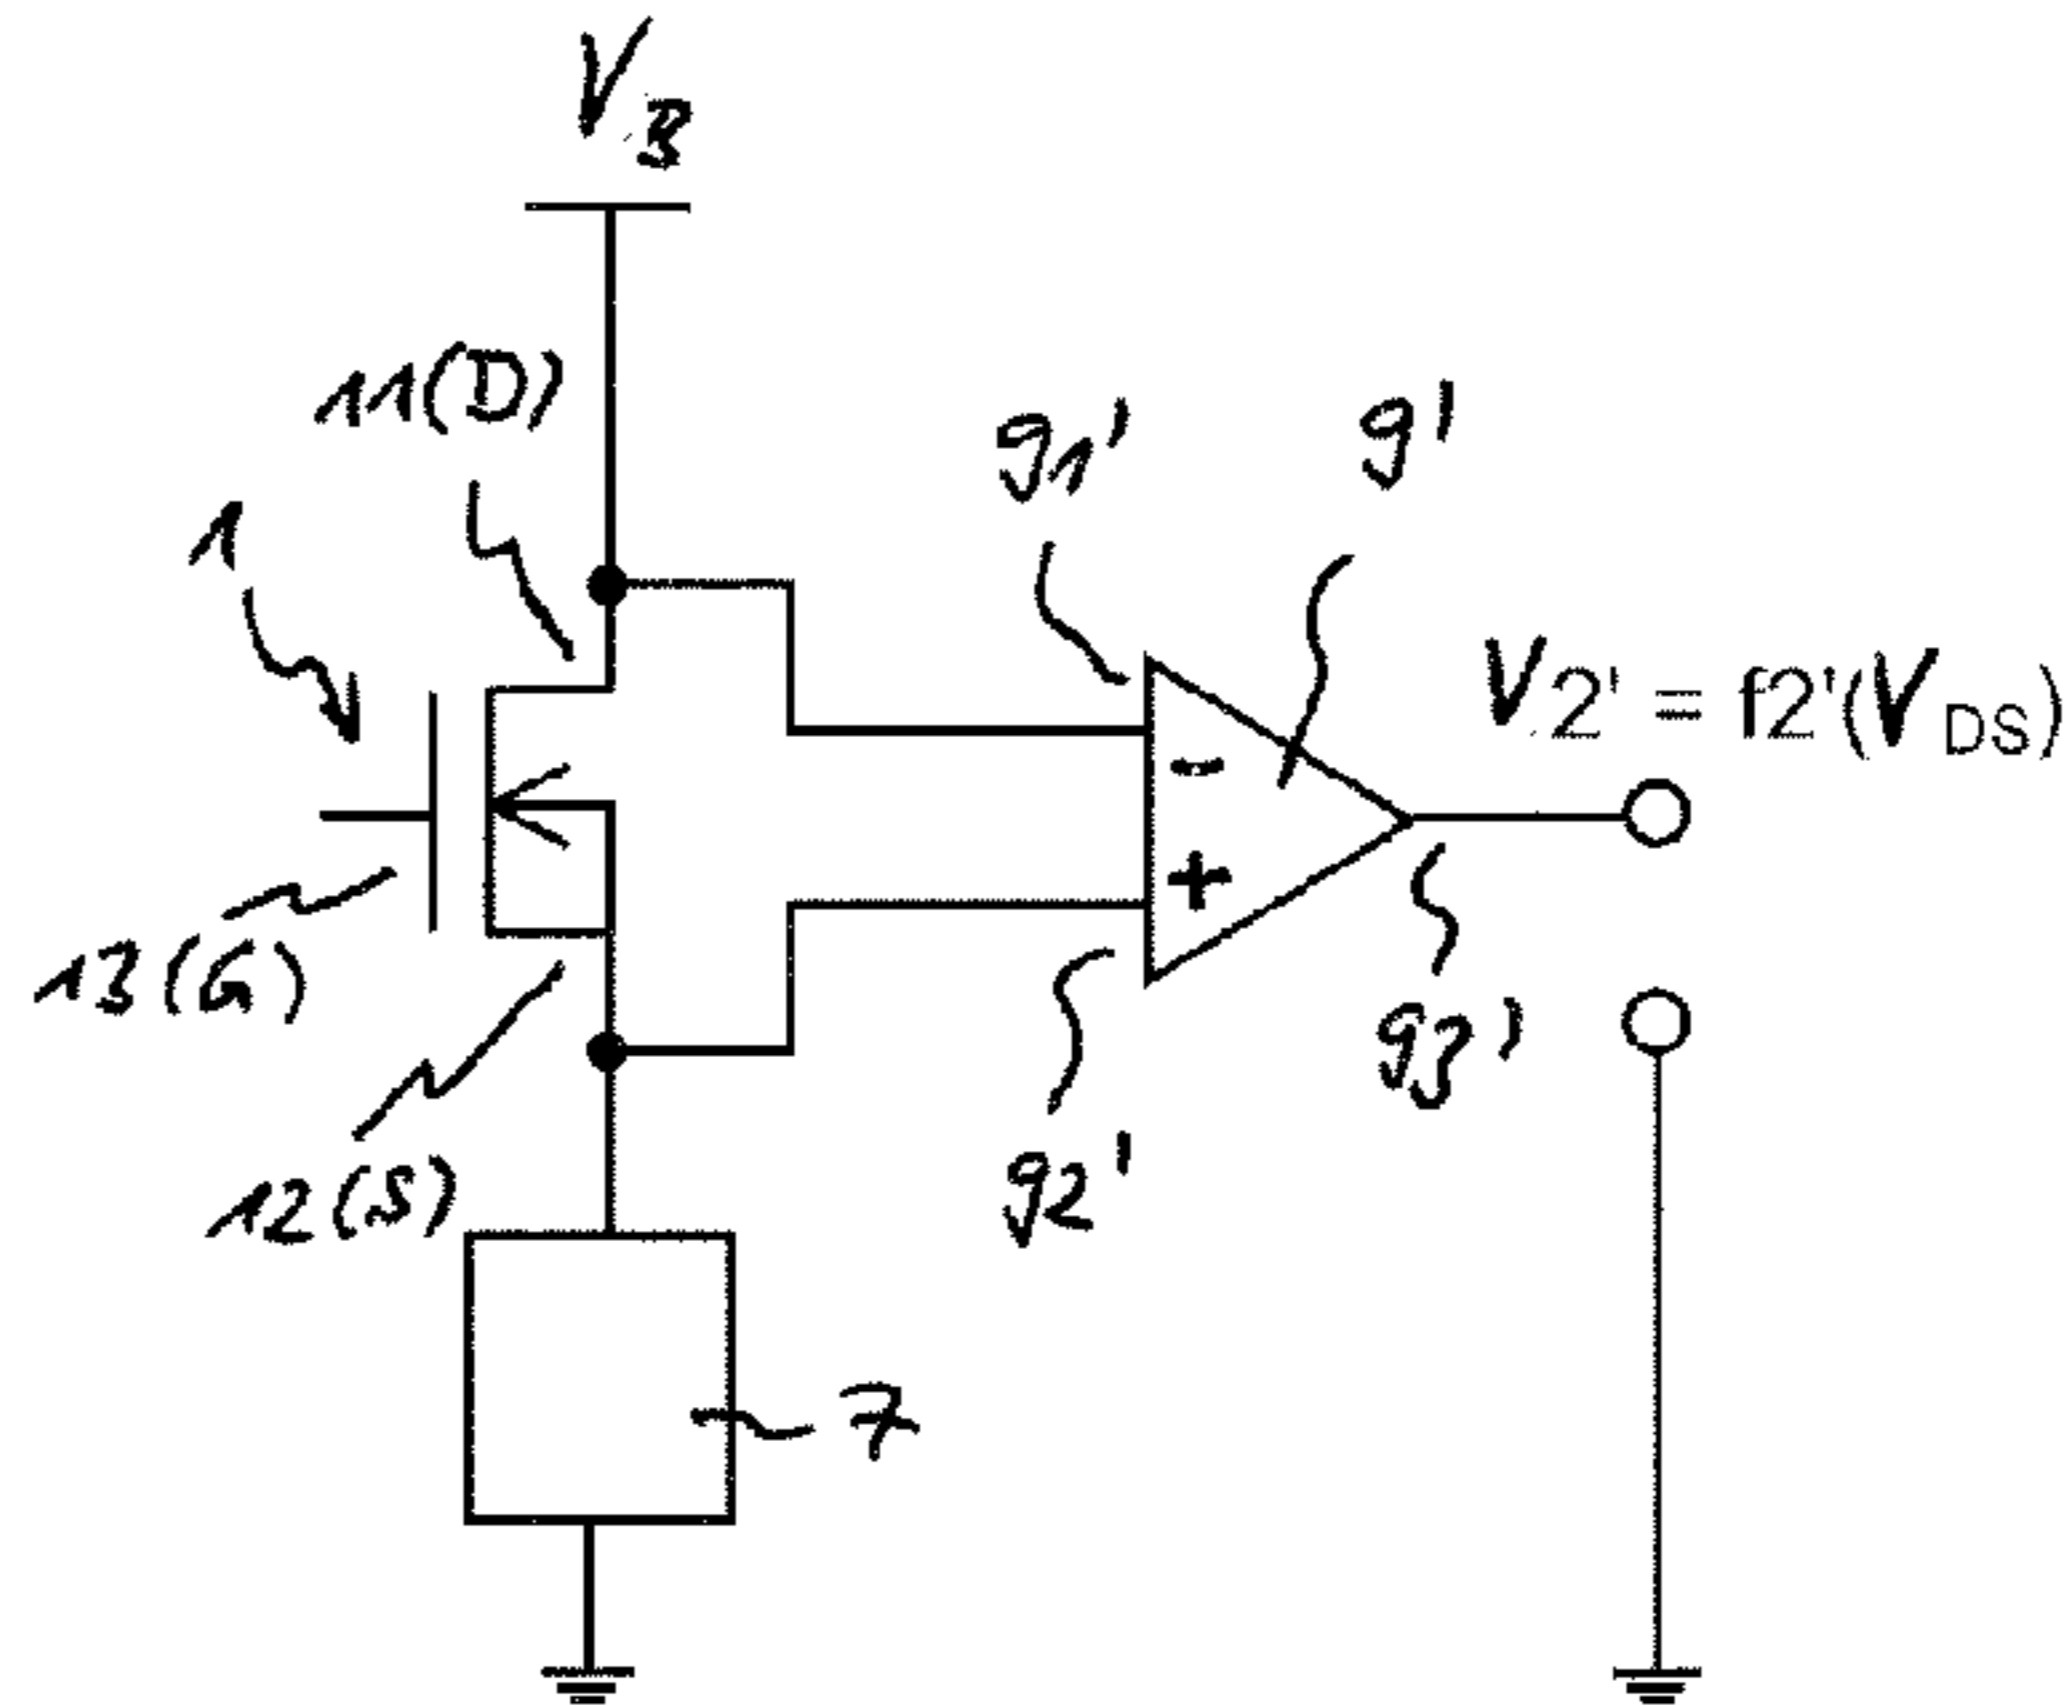 V3
11(D)
91'
9'
1
V2' = f2'(VDS)
-
+
13(G)
93'
12(S)
92'
7